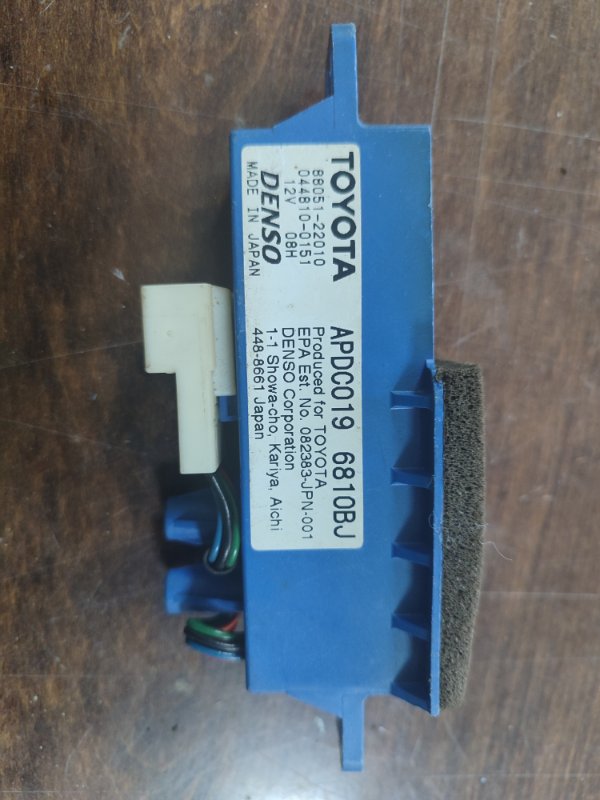 TOYOTA
88051-22010
044810-0151
12V 08H
DENSO
MADE IN JAPAN
APDC019 6810BJ
Produced for TOYOTA
EPA Est. No. 082383-JPN-001
DENSO Corporation
1-1 Showa-cho, Kariya, Aichi
448-8661 Japan